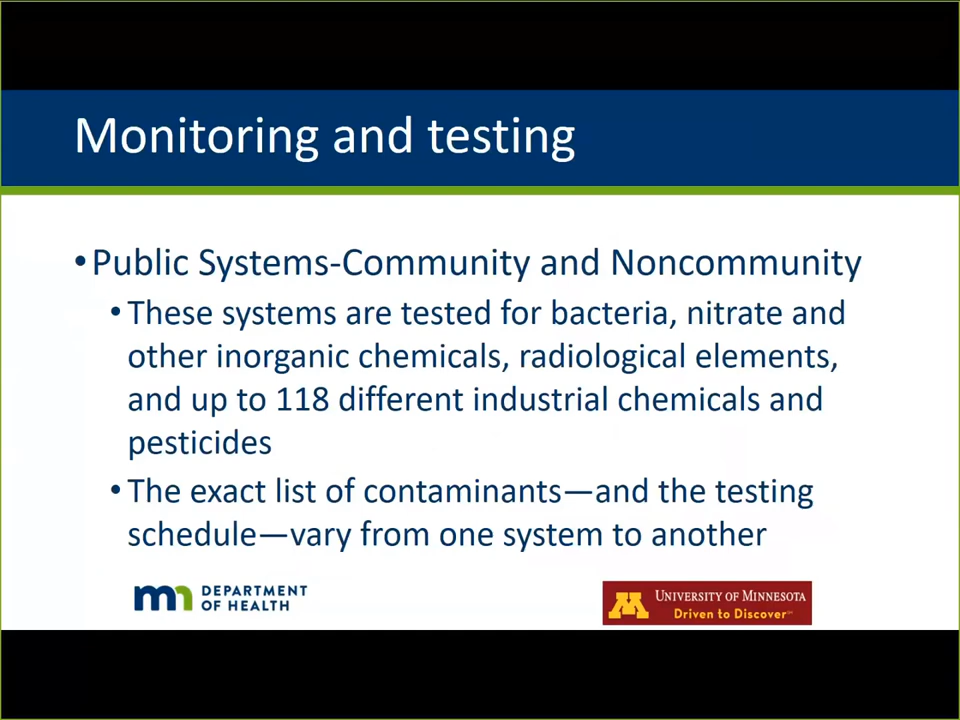 Monitoring and testing
•Public Systems-Community and Noncommunity
•These systems are tested for bacteria, nitrate and
other inorganic chemicals, radiological elements,
and up to 118 different industrial chemicals and
pesticides
•The exact list of contaminants—and the testing
schedule—vary from one system to another
mn DEPARTMENT
OF HEALTH
M UNIVERSITY OF MINNESOTA
Driven to Discover